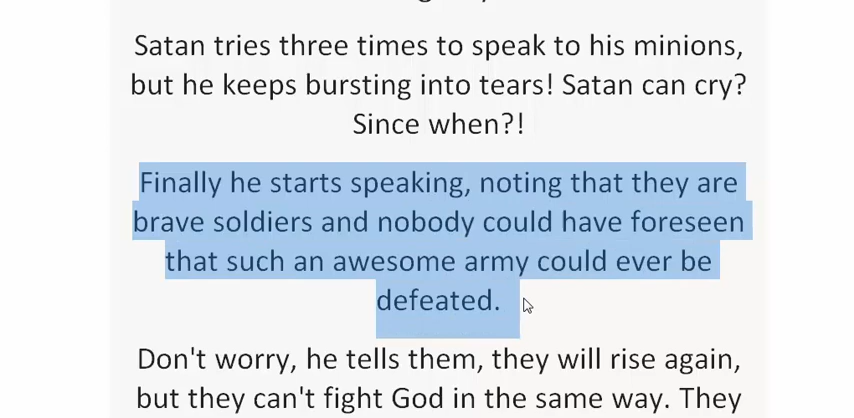 Satan tries three times to speak to his minions,
but he keeps bursting into tears! Satan can cry?
Since when?!
Finally he starts speaking, noting that they are
brave soldiers and nobody could have foreseen
that such an awesome army could ever be
defeated.
Don't worry, he tells them, they will rise again,
but they can't fight God in the same way. They